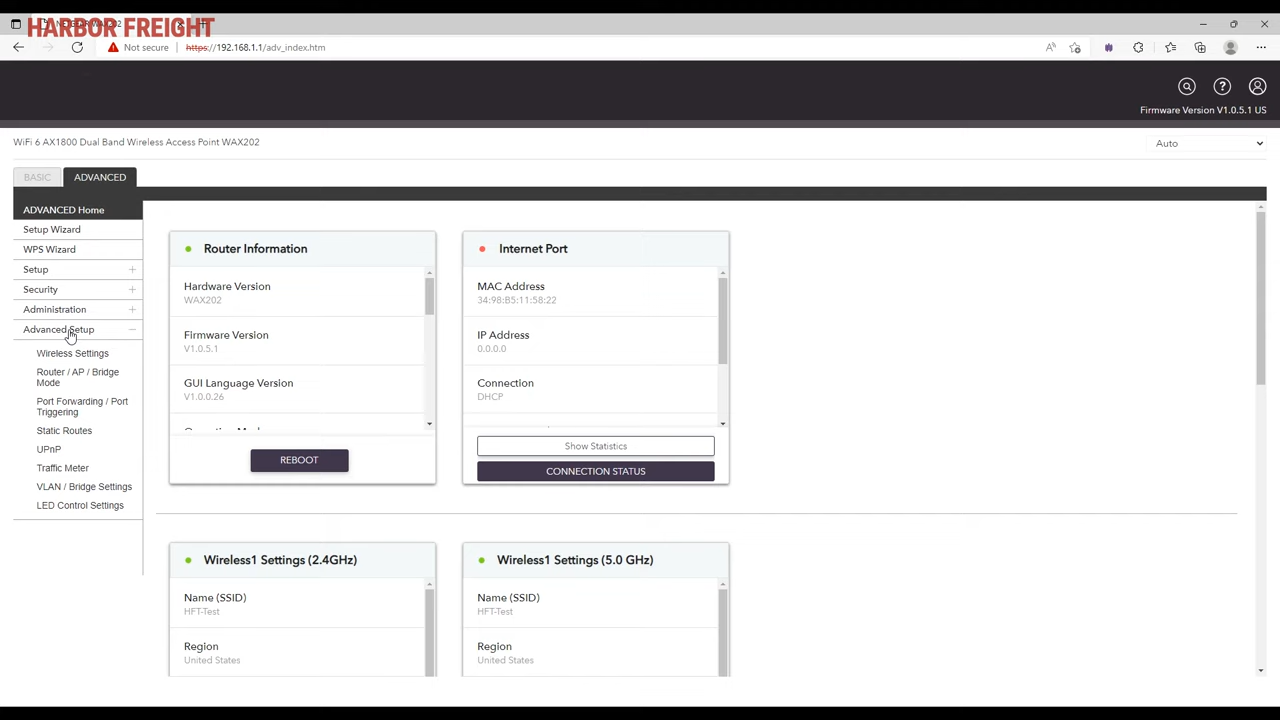 HARBOR FREIGHT
Not secure
https://192.168.1.1/adv_index.htm
Firmware Version V1.0.5.1 US
WiFi 6 AX1800 Dual Band Wireless Access Point WAX202
Auto
BASIC
ADVANCED
ADVANCED Home
Setup Wizard
WPS Wizard
Setup
Security
Administration
Advanced Setup
Wireless Settings
Router / AP / Bridge
Mode
Port Forwarding / Port
Triggering
Static Routes
UPnP
Traffic Meter
VLAN / Bridge Settings
LED Control Settings
Router Information
Hardware Version
WAX202
Firmware Version
V1.0.5.1
GUI Language Version
V1.0.0.26
REBOOT
Internet Port
MAC Address
34:98:B5:11:58:22
IP Address
0.0.0.0
Connection
DHCP
Show Statistics
CONNECTION STATUS
Wireless1 Settings (2.4GHz)
Name (SSID)
HFT-Test
Region
United States
Wireless1 Settings (5.0 GHz)
Name (SSID)
HFT-Test
Region
United States